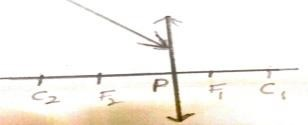 C₂ F₂ P F₁ C₁